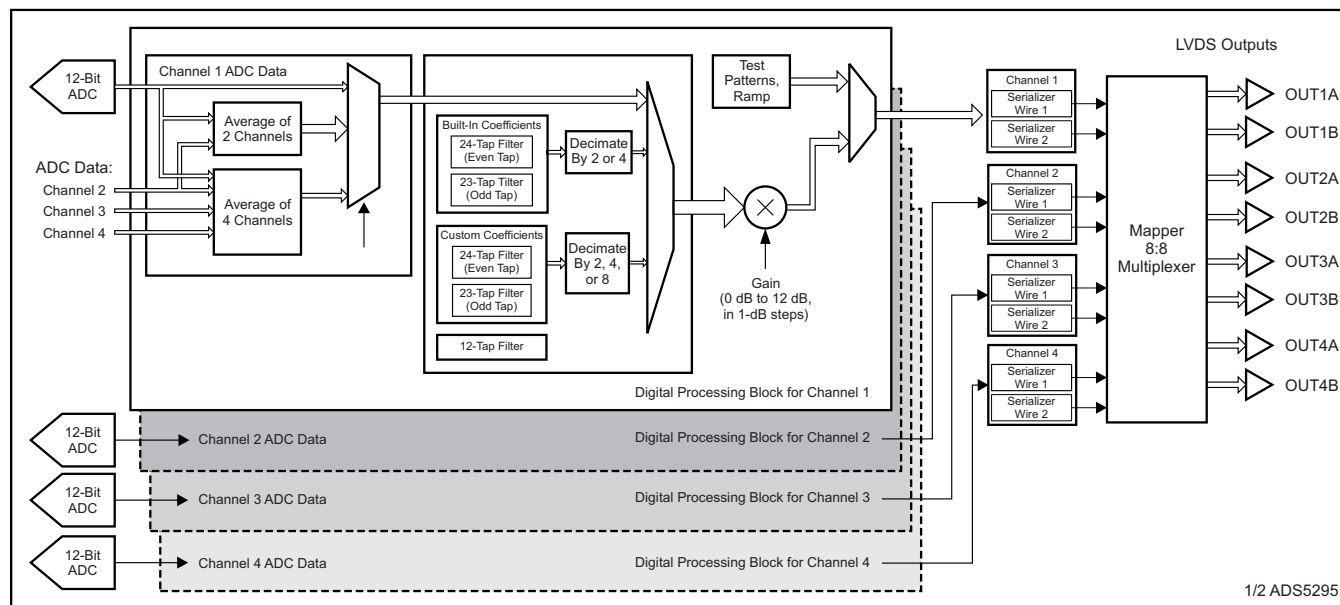 12-Bit
ADC
Channel 1 ADC Data
Average of
2 Channels
ADC Data:
Channel 2
Channel 3
Channel 4
Average of
4 Channels
Built-In Coefficients
24-Tap Filter
(Even Tap)
23-Tap Tilter
(Odd Tap)
Decimate
By 2 or 4
Custom Coefficients
24-Tap Filter
(Even Tap)
23-Tap Filter
(Odd Tap)
Decimate
By 2, 4,
or 8
12-Tap Filter
Test
Patterns,
Ramp
Gain
(0 dB to 12 dB,
in 1-dB steps)
Digital Processing Block for Channel 1
12-Bit
ADC
Channel 2 ADC Data
Digital Processing Block for Channel 2
12-Bit
ADC
Channel 3 ADC Data
Digital Processing Block for Channel 3
12-Bit
ADC
Channel 4 ADC Data
Digital Processing Block for Channel 4
Channel 1
Serializer
Wire 1
Serializer
Wire 2
Channel 2
Serializer
Wire 1
Serializer
Wire 2
Channel 3
Serializer
Wire 1
Serializer
Wire 2
Channel 4
Serializer
Wire 1
Serializer
Wire 2
Mapper
8:8
Multiplexer
LVDS Outputs
OUT1A
OUT1B
OUT2A
OUT2B
OUT3A
OUT3B
OUT4A
OUT4B
1/2 ADS5295